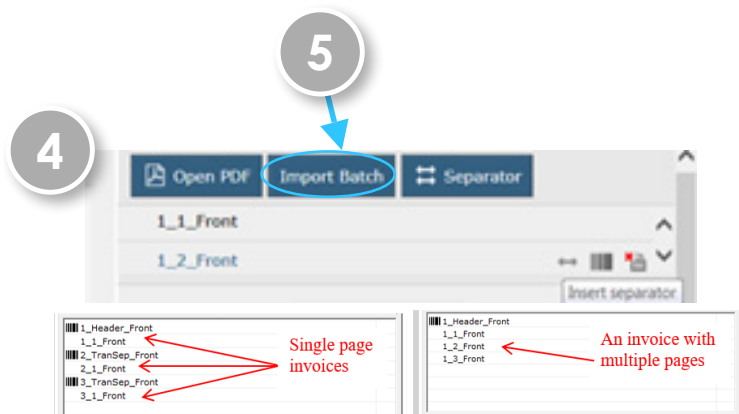 5
4
Open PDF
Import Batch
Separator
1_1_Front
1_2_Front
Insert separator
1_Header_Front
1_1_Front
2_TranSep_Front
2_1_Front
3_TranSep_Front
3_1_Front
Single page
invoices
1_Header_Front
1_1_Front
1_2_Front
1_3_Front
An invoice with
multiple pages